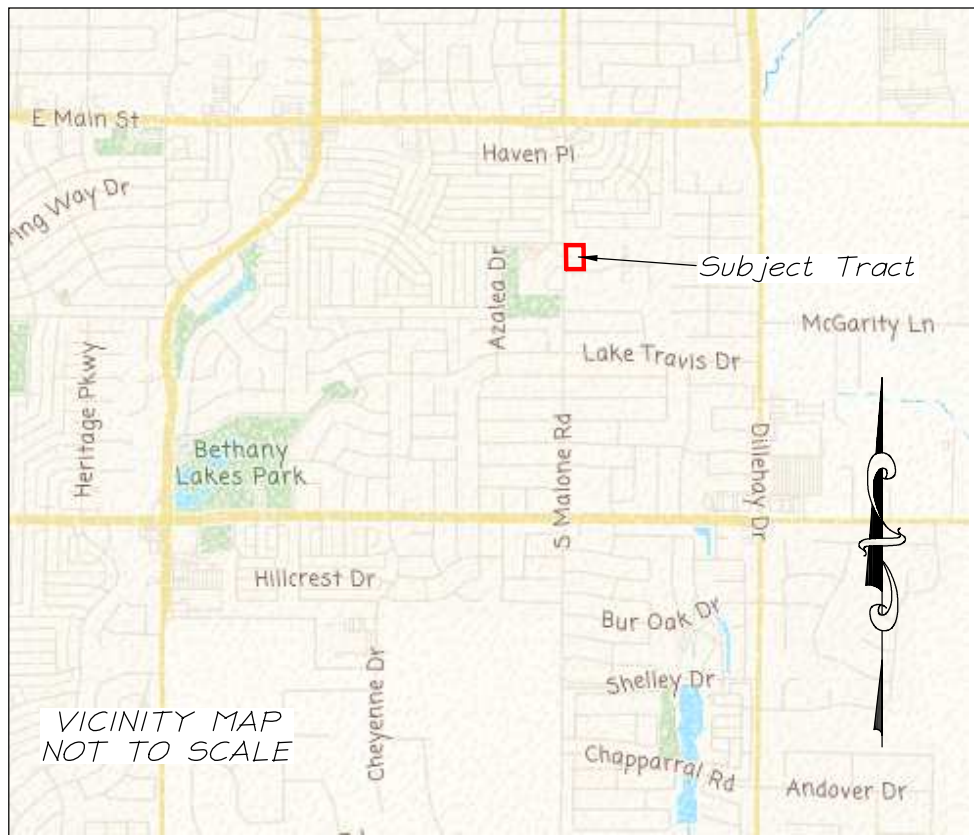 E Main St
Haven Pl
ring Way Dr
Azalea Dr
Subject Tract
McGarity Ln
Lake Travis Dr
Heritage Pkwy
Bethany
Lakes Park
S Malone Rd
Dillehay Dr
Hillcrest Dr
Bur Oak Dr
Shelley Dr
Cheyenne Dr
VICINITY MAP
NOT TO SCALE
Chapparral Rd
Andover Dr